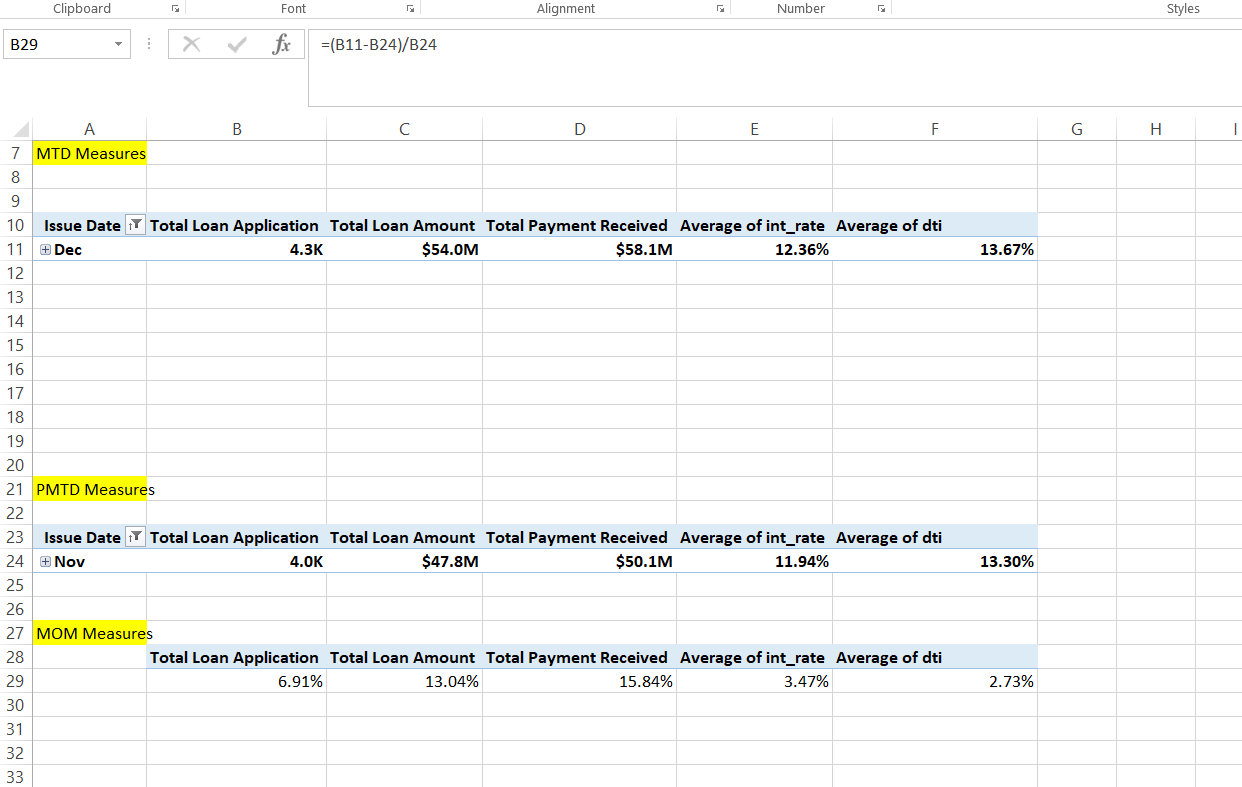 Clipboard Font Alignment Number Styles
B29 fx =(B11-B24)/B24
A B C D E F G H I
7 MTD Measures
8
9
10 Issue Date Total Loan Application Total Loan Amount Total Payment Received Average of int_rate Average of dti
11 Dec 4.3K $54.0M $58.1M 12.36% 13.67%
12
13
14
15
16
17
18
19
20
21 PMTD Measures
22
23 Issue Date Total Loan Application Total Loan Amount Total Payment Received Average of int_rate Average of dti
24 Nov 4.0K $47.8M $50.1M 11.94% 13.30%
25
26
27 MOM Measures
28 Total Loan Application Total Loan Amount Total Payment Received Average of int_rate Average of dti
29 6.91% 13.04% 15.84% 3.47% 2.73%
30
31
32
33